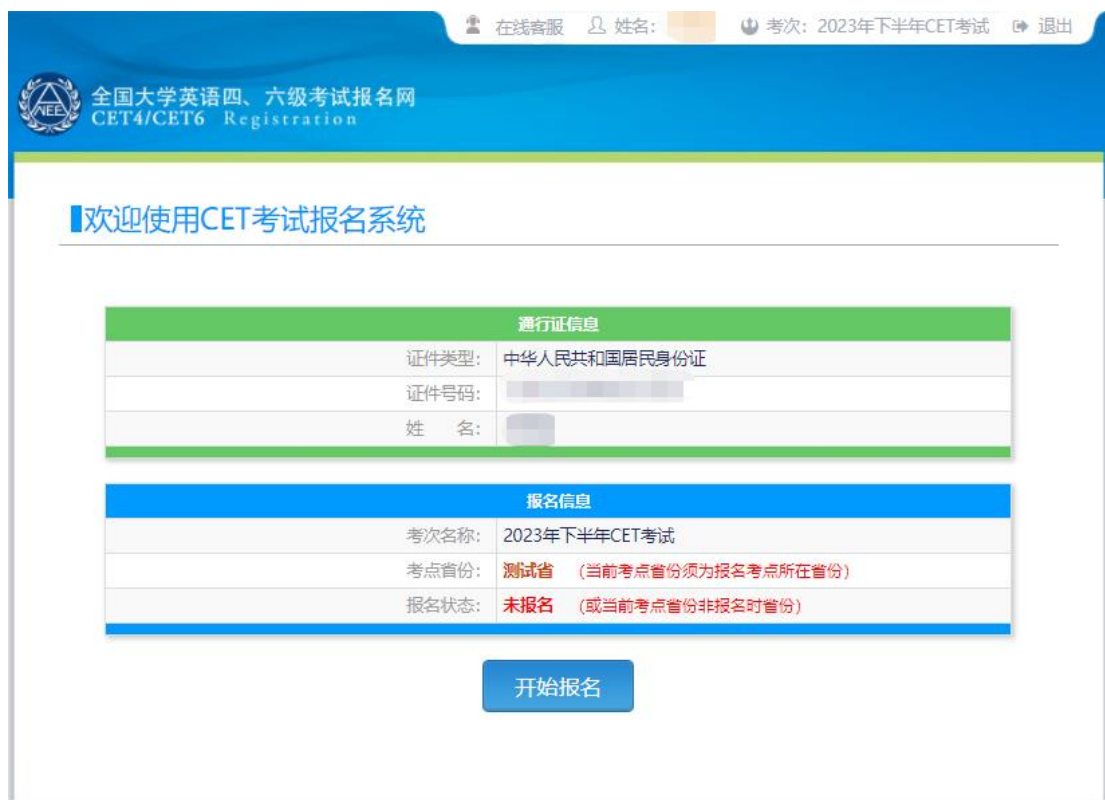 在线客服 姓名： 考次：2023年下半年CET考试 退出
NEE
全国大学英语四、六级考试报名网
CET4/CET6 Registration
欢迎使用CET考试报名系统
通行证信息
证件类型： 中华人民共和国居民身份证
证件号码：
姓 名：
报名信息
考次名称： 2023年下半年CET考试
考点省份： 测试省 （当前考点省份须为报名考点所在省份）
报名状态： 未报名 （或当前考点省份非报名时省份）
开始报名